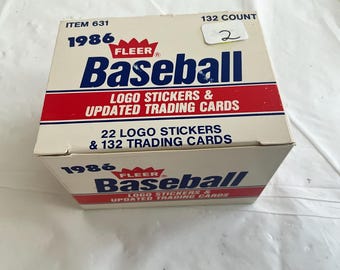 ITEM 631
132 COUNT
2
1986
FLEER®
Baseball
LOGO STICKERS &
UPDATED TRADING CARDS
22 LOGO STICKERS
& 132 TRADING CARDS
1986
FLEER
Baseball
LOGO STICKERS &
UPDATED TRADING CARDS